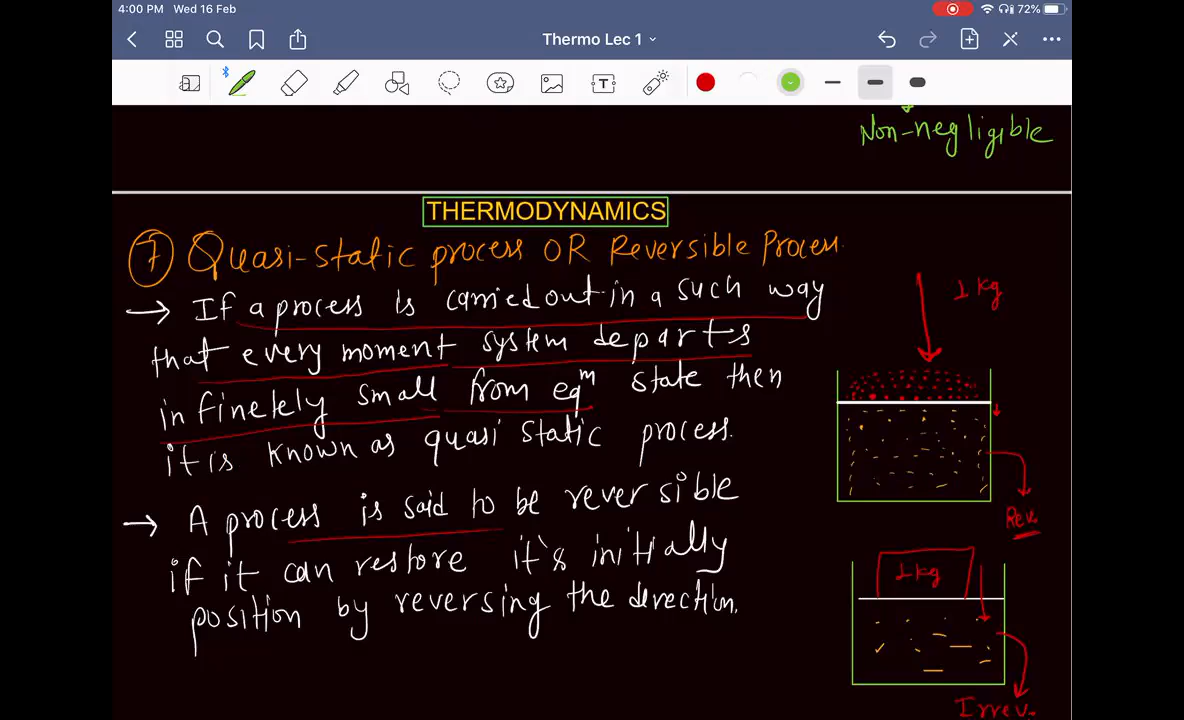 4:00 PM Wed 16 Feb
72%
Thermo Lec 1
T
Non-negligible
THERMODYNAMICS
7 Quasi-static process OR Reversible Process.
→ If a process is carried out in a such way
that every moment system departs
infinetely small from eqm state then
it is known as quasi static process.
→ A process is said to be reversible
if it can restore it's initially
position by reversing the direction.
1 kg
Rev.
1 kg
Irrev.